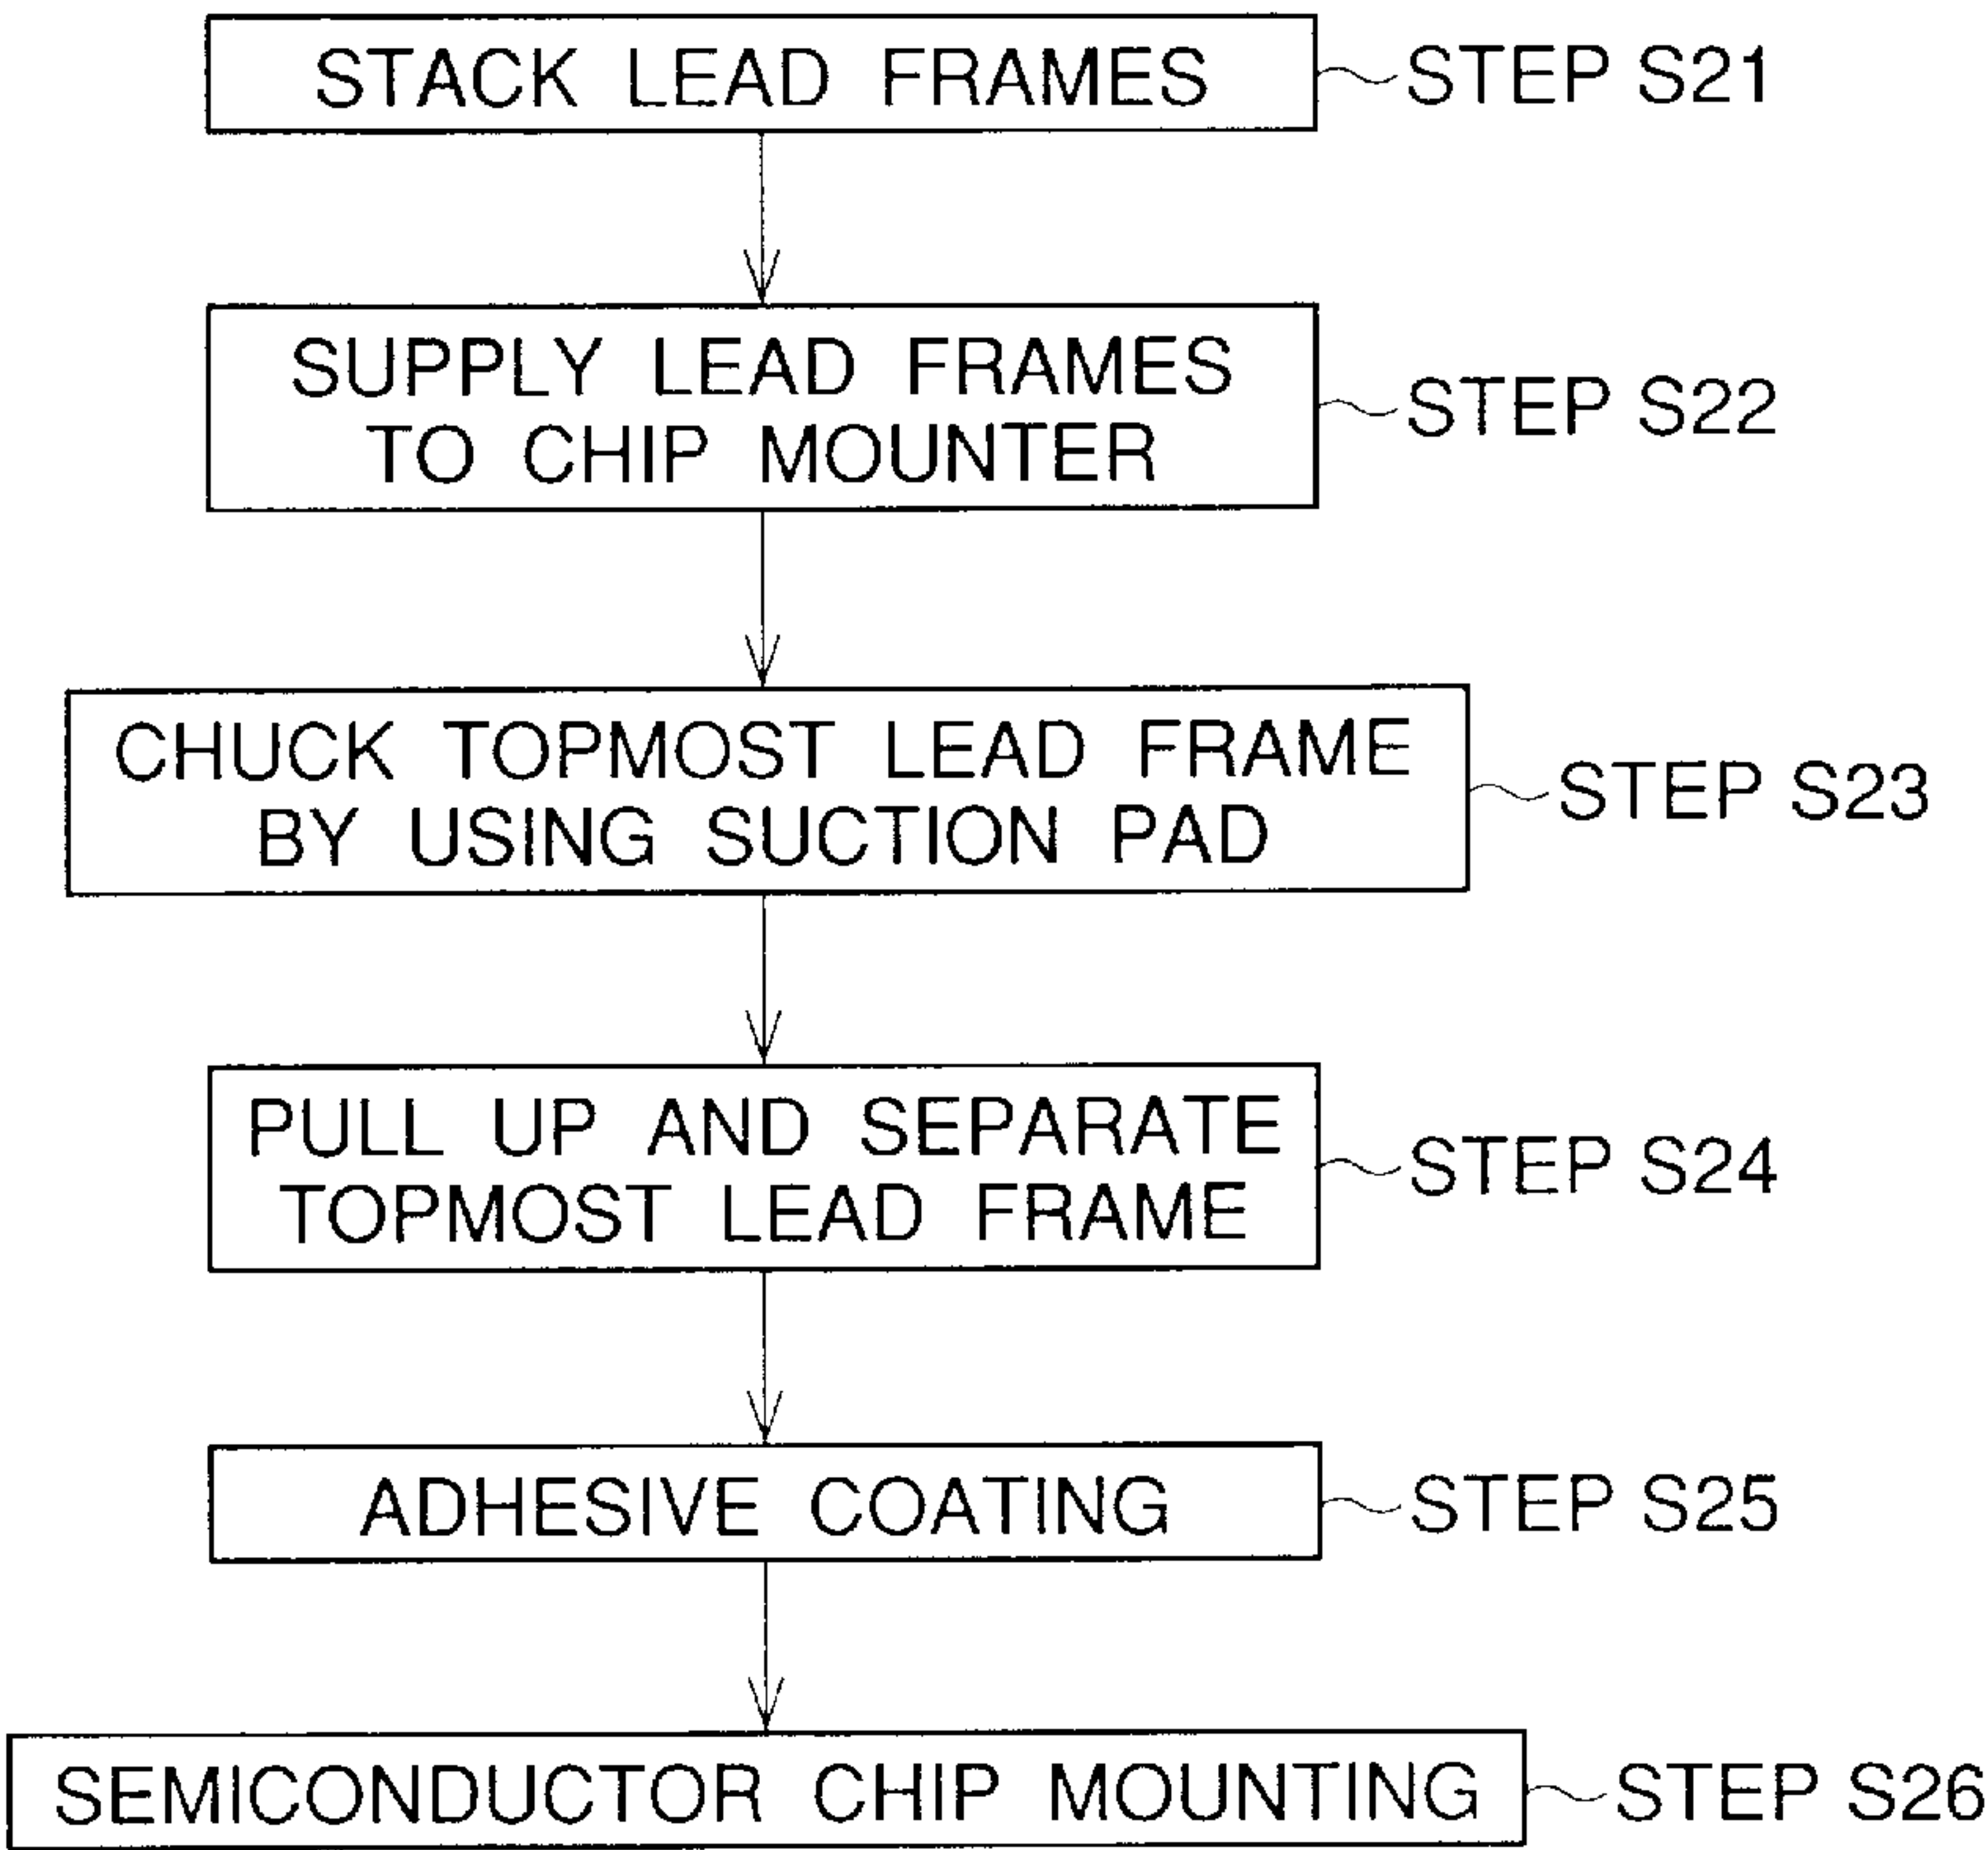 STACK LEAD FRAMES
STEP S21
SUPPLY LEAD FRAMES
TO CHIP MOUNTER
STEP S22
CHUCK TOPMOST LEAD FRAME
BY USING SUCTION PAD
STEP S23
PULL UP AND SEPARATE
TOPMOST LEAD FRAME
STEP S24
ADHESIVE COATING
STEP S25
SEMICONDUCTOR CHIP MOUNTING
STEP S26